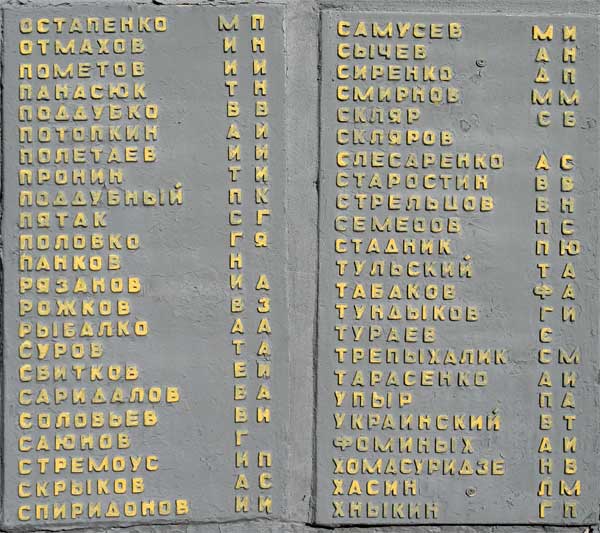 ОСТАПЕНКО М П
ОТМАХОВ И Н
ПОМЕТОВ И И
ПАНАСЮК Т Н
ПОДДУБКО В В
ПОТОПКИН А И
ПОЛЕТАЕВ И Н
ПРОНИН Т И
ПОДДУБНЫЙ П К
ПЯТАК С Г
ПОЛОВКО Г Я
ПАНКОВ Н
РЯЗАНОВ И А
РОЖКОВ В З
РЫБАЛКО А А
СУРОВ Т А
СВИТКОВ Е И
САРИДАЛОВ В А
СОЛОВЬЕВ В И
САЮНОВ Г
СТРЕМОУС И П
СКРЫКОВ А С
СПИРИДОНОВ И И
САМУСЕВ М И
СЫЧЕВ А Н
СИРЕНКО Д П
СМИРНОВ М М
СКЛЯР С Б
СКЛЯРОВ
СЛЕСАРЕНКО А С
СТАРОСТИН В В
СТРЕЛЬЦОВ В Н
СЕМЕСОВ П С
СТАДНИК П Ю
ТУЛЬСКИЙ Т А
ТАБАКОВ Ф А
ТУНДЫКОВ Г И
ТУРАЕВ С
ТРЕПЫХАЛИК С М
ТАРАСЕНКО А И
УПЫР П А
УКРАИНСКИЙ В Т
ФОМИНЫХ А И
ХОМАСУРИДЗЕ Н В
ХАСИН Л М
ХНЫКИН Г П